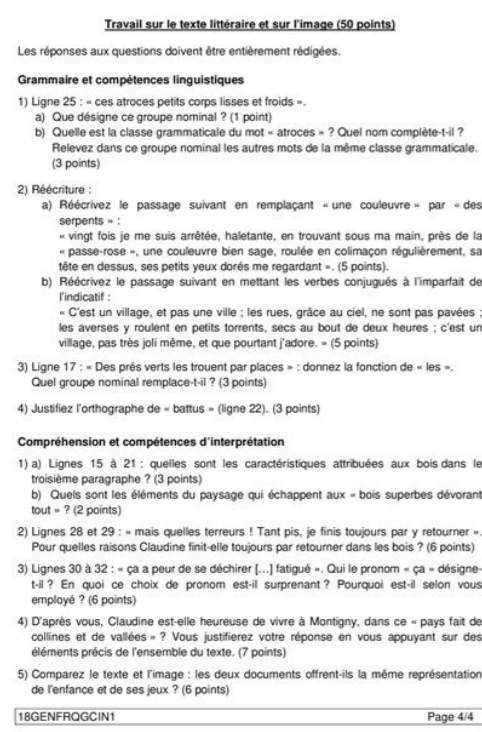 Travail sur le texte littéraire et sur l'image (50 points)
Les réponses aux questions doivent être entièrement rédigées.
Grammaire et compétences linguistiques
1) Ligne 25 : « ces atroces petits corps lisses et froids ».
a) Que désigne ce groupe nominal ? (1 point)
b) Quelle est la classe grammaticale du mot « atroces » ? Quel nom complète-t-il ?
Relevez dans ce groupe nominal les autres mots de la même classe grammaticale.
(3 points)
2) Réécriture :
a) Réécrivez le passage suivant en remplaçant « une couleuvre » par « des
serpents » :
« vingt fois je me suis arrêtée, haletante, en trouvant sous ma main, près de la
« passe-rose », une couleuvre bien sage, roulée en colimaçon régulièrement, sa
tête en dessus, ses petits yeux dorés me regardant ». (5 points).
b) Réécrivez le passage suivant en mettant les verbes conjugués à l'imparfait de
l'indicatif :
« C'est un village, et pas une ville ; les rues, grâce au ciel, ne sont pas pavées ;
les averses y roulent en petits torrents, secs au bout de deux heures ; c'est un
village, pas très joli même, et que pourtant j'adore. » (5 points)
3) Ligne 17 : « Des prés verts les trouent par places » : donnez la fonction de « les ».
Quel groupe nominal remplace-t-il ? (3 points)
4) Justifiez l'orthographe de « battus » (ligne 22). (3 points)
Compréhension et compétences d'interprétation
1) a) Lignes 15 à 21 : quelles sont les caractéristiques attribuées aux bois dans le
troisième paragraphe ? (3 points)
b) Quels sont les éléments du paysage qui échappent aux « bois superbes dévorant
tout » ? (2 points)
2) Lignes 28 et 29 : « mais quelles terreurs ! Tant pis, je finis toujours par y retourner ».
Pour quelles raisons Claudine finit-elle toujours par retourner dans les bois ? (6 points)
3) Lignes 30 à 32 : « ça a peur de se déchirer [...] fatigué ». Qui le pronom « ça » désigne-
t-il ? En quoi ce choix de pronom est-il surprenant ? Pourquoi est-il selon vous
employé ? (6 points)
4) D'après vous, Claudine est-elle heureuse de vivre à Montigny, dans ce « pays fait de
collines et de vallées » ? Vous justifierez votre réponse en vous appuyant sur des
éléments précis de l'ensemble du texte. (7 points)
5) Comparez le texte et l'image : les deux documents offrent-ils la même représentation
de l'enfance et de ses jeux ? (6 points)
18GENFRQGCIN1 Page 4/4